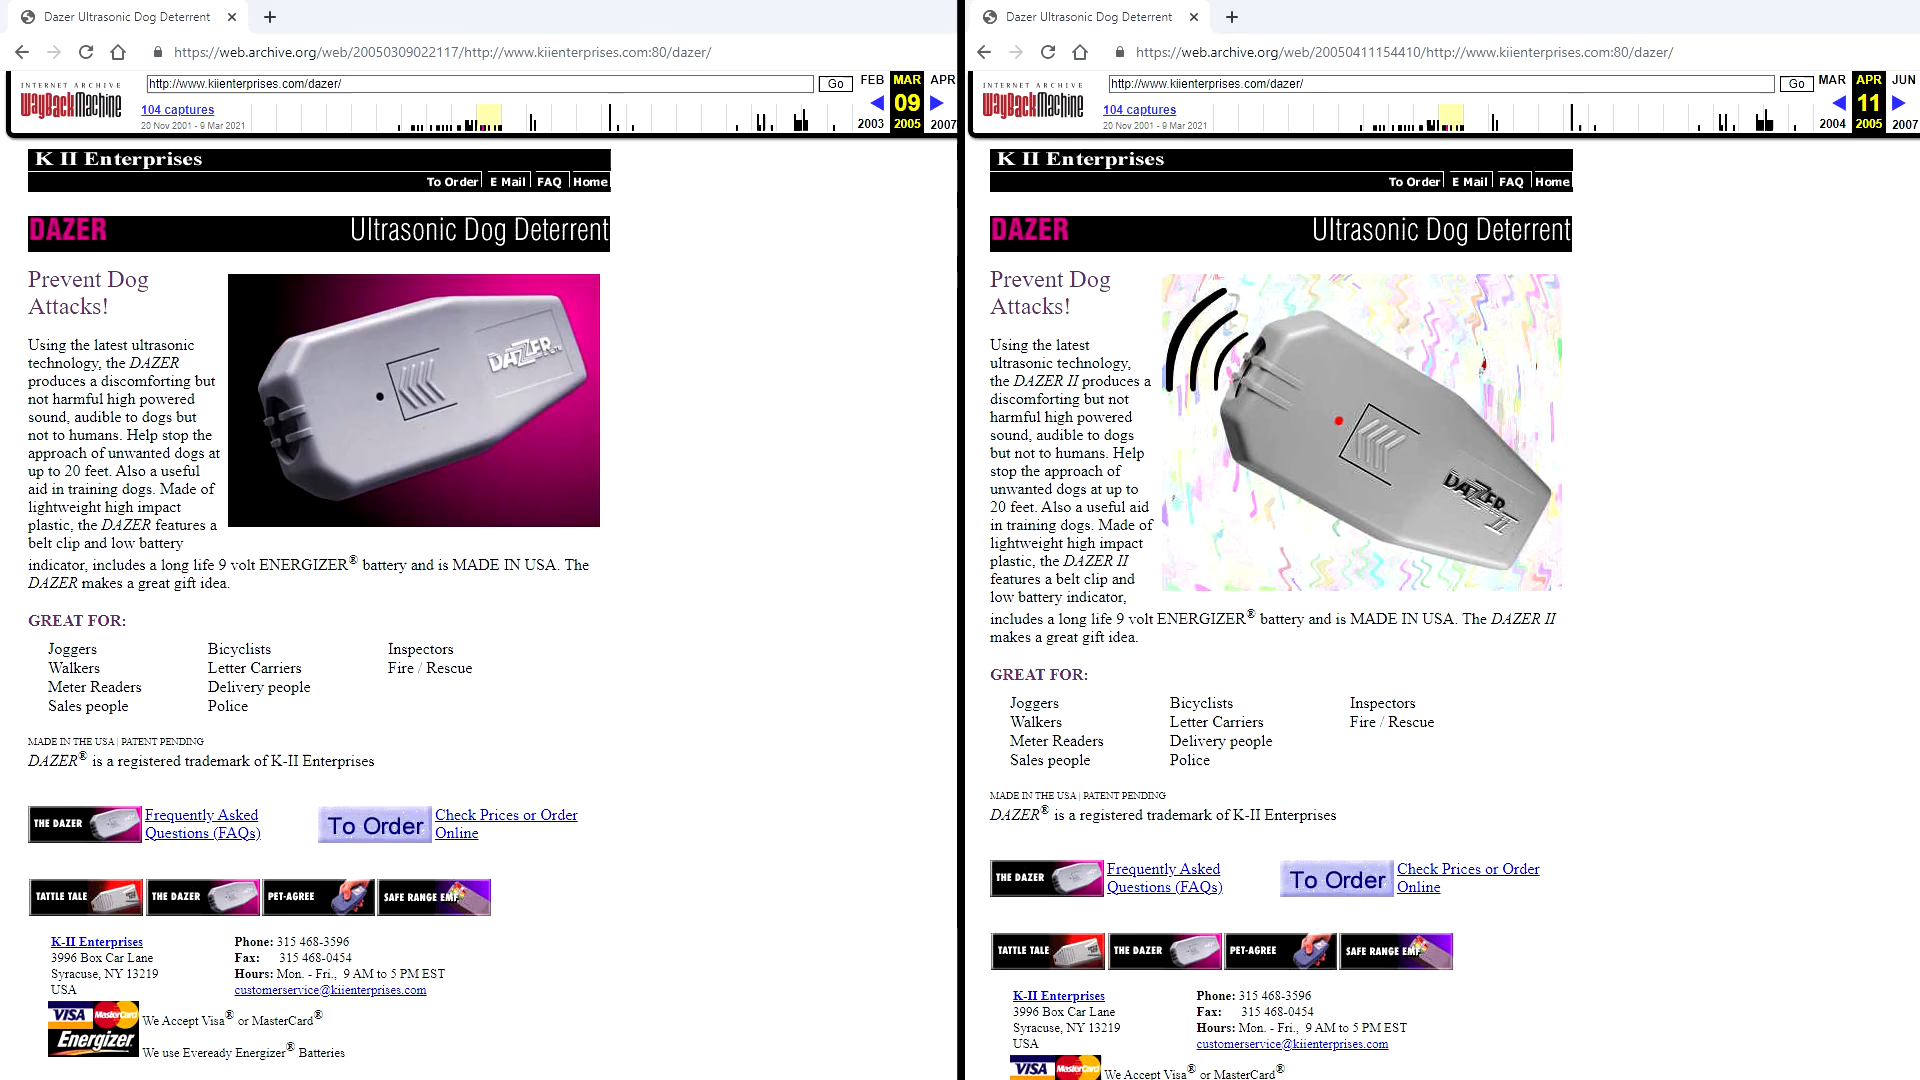 Dazer Ultrasonic Dog Deterrent
https://web.archive.org/web/20050309022117/http://www.kiienterprises.com:80/dazer/
INTERNET ARCHIVE
WayBackMachine
http://www.kiienterprises.com/dazer/
Go
FEB MAR APR
104 captures
09
20 Nov 2001 - 9 Mar 2021
2003 2005 2007
K II Enterprises
To Order E Mail FAQ Home
DAZER Ultrasonic Dog Deterrent
Prevent Dog
Attacks!
Using the latest ultrasonic
technology, the DAZER
produces a discomforting but
not harmful high powered
sound, audible to dogs but
not to humans. Help stop the
approach of unwanted dogs at
up to 20 feet. Also a useful
aid in training dogs. Made of
lightweight high impact
plastic, the DAZER features a
belt clip and low battery
indicator, includes a long life 9 volt ENERGIZER® battery and is MADE IN USA. The
DAZER makes a great gift idea.
DAZER
GREAT FOR:
Joggers Bicyclists Inspectors
Walkers Letter Carriers Fire / Rescue
Meter Readers Delivery people
Sales people Police
MADE IN THE USA | PATENT PENDING
DAZER® is a registered trademark of K-II Enterprises
THE DAZER
Frequently Asked
Questions (FAQs)
To Order
Check Prices or Order
Online
TATTLE TALE THE DAZER PET-AGREE SAFE RANGE EMF
K-II Enterprises Phone: 315 468-3596
3996 Box Car Lane Fax: 315 468-0454
Syracuse, NY 13219 Hours: Mon. - Fri., 9 AM to 5 PM EST
USA customerservice@kiienterprises.com
VISA MasterCard We Accept Visa® or MasterCard®
Energizer We use Eveready Energizer® Batteries
Dazer Ultrasonic Dog Deterrent
https://web.archive.org/web/20050411154410/http://www.kiienterprises.com:80/dazer/
INTERNET ARCHIVE
WayBackMachine
http://www.kiienterprises.com/dazer/
Go
MAR APR JUN
104 captures
11
20 Nov 2001 - 9 Mar 2021
2004 2005 2007
K II Enterprises
To Order E Mail FAQ Home
DAZER Ultrasonic Dog Deterrent
Prevent Dog
Attacks!
Using the latest
ultrasonic technology,
the DAZER II produces a
discomforting but not
harmful high powered
sound, audible to dogs
but not to humans. Help
stop the approach of
unwanted dogs at up to
20 feet. Also a useful aid
in training dogs. Made of
lightweight high impact
plastic, the DAZER II
features a belt clip and
low battery indicator,
includes a long life 9 volt ENERGIZER® battery and is MADE IN USA. The DAZER II
makes a great gift idea.
DAZER II
GREAT FOR:
Joggers Bicyclists Inspectors
Walkers Letter Carriers Fire / Rescue
Meter Readers Delivery people
Sales people Police
MADE IN THE USA | PATENT PENDING
DAZER® is a registered trademark of K-II Enterprises
THE DAZER
Frequently Asked
Questions (FAQs)
To Order
Check Prices or Order
Online
TATTLE TALE THE DAZER PET-AGREE SAFE RANGE EMF
K-II Enterprises Phone: 315 468-3596
3996 Box Car Lane Fax: 315 468-0454
Syracuse, NY 13219 Hours: Mon. - Fri., 9 AM to 5 PM EST
USA customerservice@kiienterprises.com
VISA MasterCard We Accept Visa® or MasterCard®